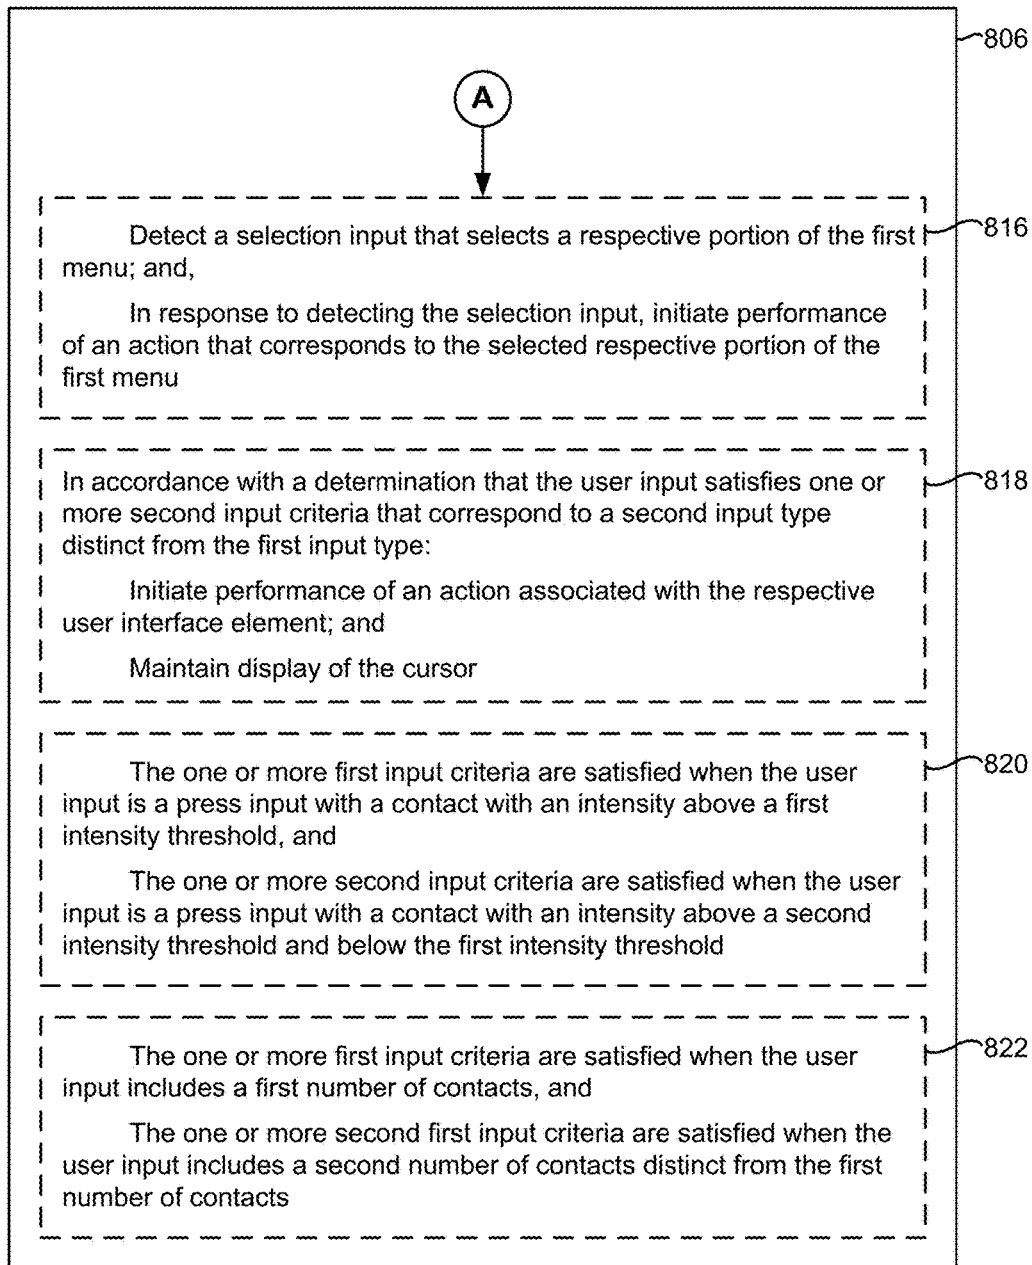 806
A
Detect a selection input that selects a respective portion of the first
menu; and,
In response to detecting the selection input, initiate performance
of an action that corresponds to the selected respective portion of the
first menu
816
In accordance with a determination that the user input satisfies one or
more second input criteria that correspond to a second input type
distinct from the first input type:
Initiate performance of an action associated with the respective
user interface element; and
Maintain display of the cursor
818
The one or more first input criteria are satisfied when the user
input is a press input with a contact with an intensity above a first
intensity threshold, and
The one or more second input criteria are satisfied when the user
input is a press input with a contact with an intensity above a second
intensity threshold and below the first intensity threshold
820
The one or more first input criteria are satisfied when the user
input includes a first number of contacts, and
The one or more second first input criteria are satisfied when the
user input includes a second number of contacts distinct from the first
number of contacts
822